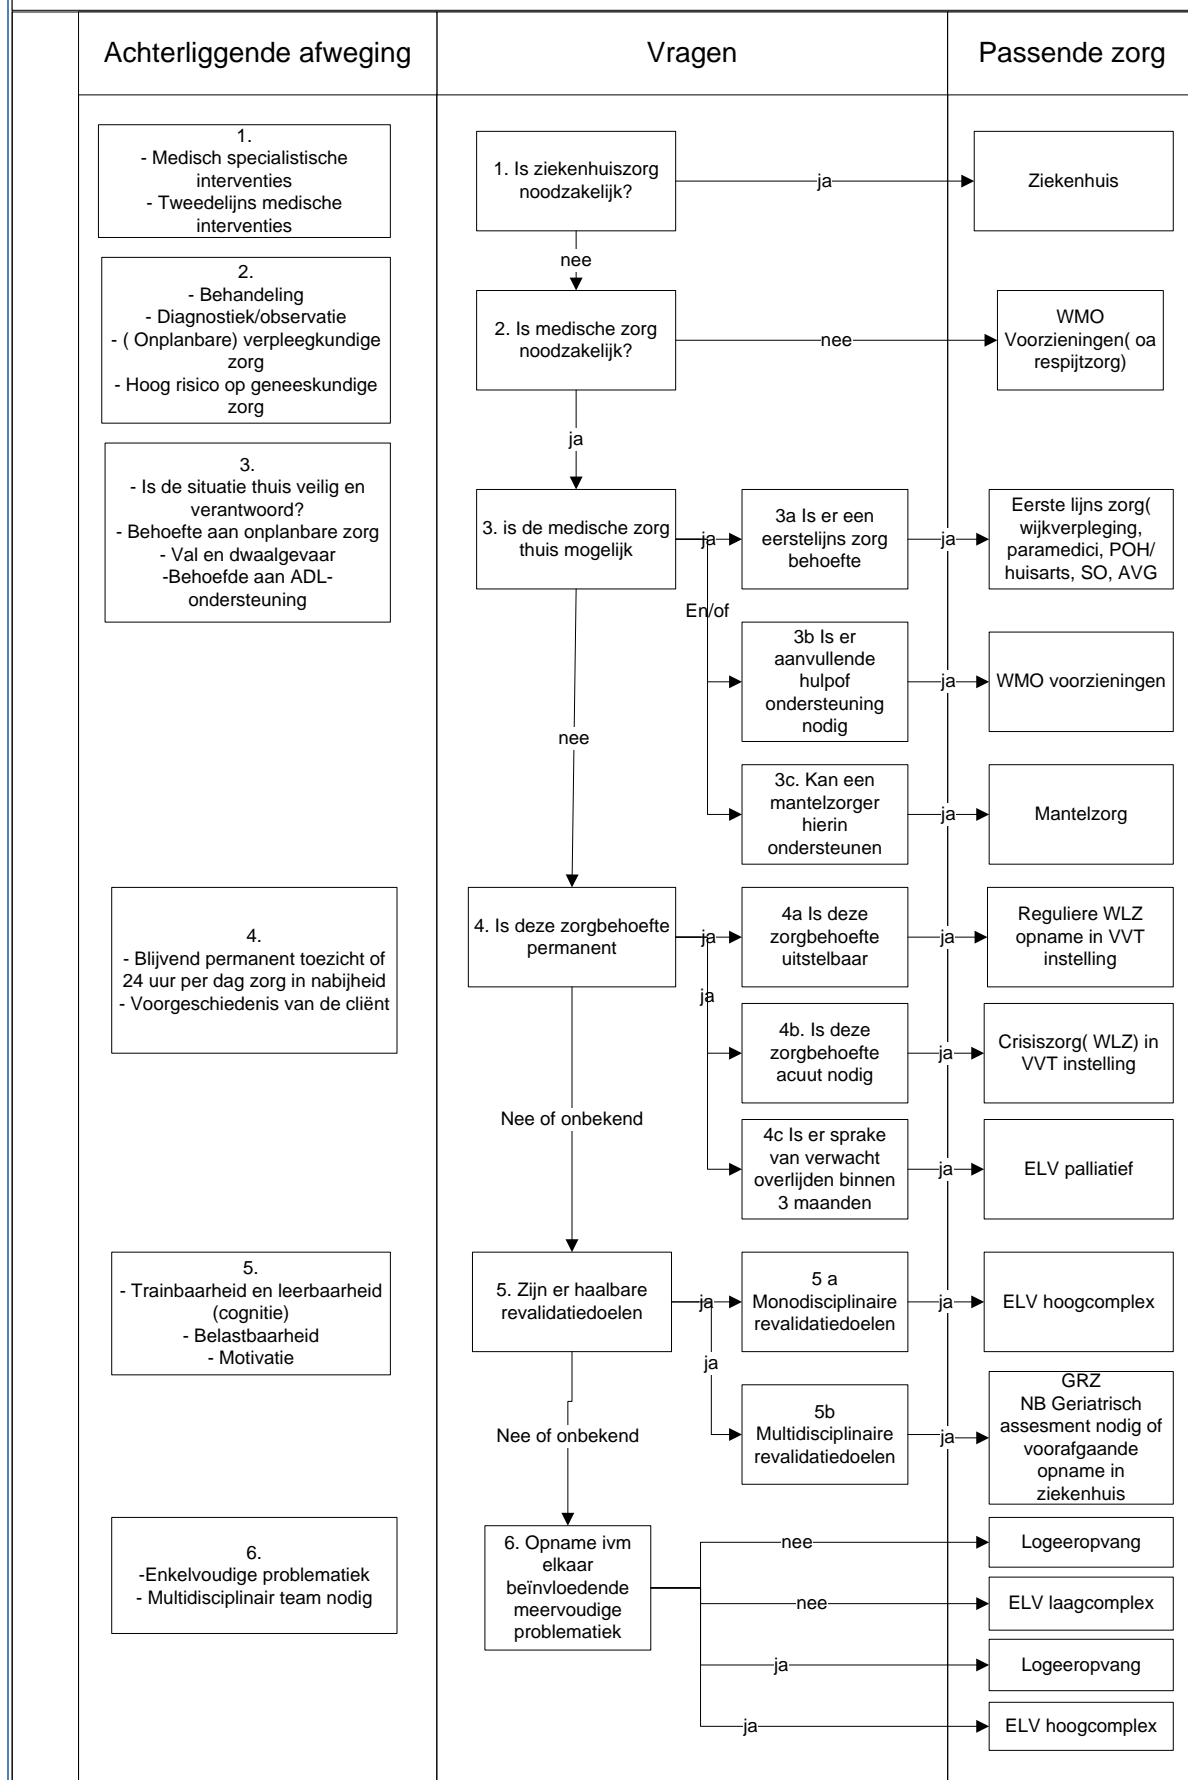 Achterliggende afweging
Vragen
Passende zorg
1.
- Medisch specialistische
interventies
- Tweedelijns medische
interventies
1. Is ziekenhuiszorg
noodzakelijk?
ja
Ziekenhuis
nee
2.
- Behandeling
- Diagnostiek/observatie
- ( Onplanbare) verpleegkundige
zorg
- Hoog risico op geneeskundige
zorg
2. Is medische zorg
noodzakelijk?
nee
WMO
Voorzieningen( oa
respijtzorg)
ja
3.
- Is de situatie thuis veilig en
verantwoord?
- Behoefte aan onplanbare zorg
- Val en dwaalgevaar
-Behoefde aan ADL-
ondersteuning
3. is de medische zorg
thuis mogelijk
ja
3a Is er een
eerstelijns zorg
behoefte
ja
Eerste lijns zorg(
wijkverpleging,
paramedici, POH/
huisarts, SO, AVG
En/of
3b Is er
aanvullende
hulpof
ondersteuning
nodig
ja
WMO voorzieningen
nee
3c. Kan een
mantelzorger
hierin
ondersteunen
ja
Mantelzorg
4.
- Blijvend permanent toezicht of
24 uur per dag zorg in nabijheid
- Voorgeschiedenis van de cliënt
4. Is deze zorgbehoefte
permanent
ja
4a Is deze
zorgbehoefte
uitstelbaar
ja
Reguliere WLZ
opname in VVT
instelling
ja
4b. Is deze
zorgbehoefte
acuut nodig
ja
Crisiszorg( WLZ) in
VVT instelling
Nee of onbekend
4c Is er sprake
van verwacht
overlijden binnen
3 maanden
ja
ELV palliatief
5.
- Trainbaarheid en leerbaarheid
(cognitie)
- Belastbaarheid
- Motivatie
5. Zijn er haalbare
revalidatiedoelen
ja
5 a
Monodisciplinaire
revalidatiedoelen
ja
ELV hoogcomplex
ja
Nee of onbekend
5b
Multidisciplinaire
revalidatiedoelen
ja
GRZ
NB Geriatrisch
assesment nodig of
voorafgaande
opname in
ziekenhuis
6.
-Enkelvoudige problematiek
- Multidisciplinair team nodig
6. Opname ivm
elkaar
beïnvloedende
meervoudige
problematiek
nee
Logeeropvang
nee
ELV laagcomplex
ja
Logeeropvang
ja
ELV hoogcomplex